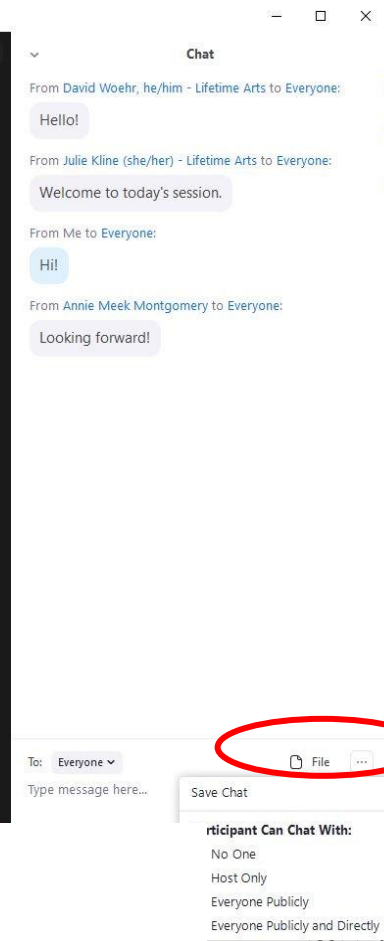 Chat
From David Woehr, he/him - Lifetime Arts to Everyone:
Hello!
From Julie Kline (she/her) - Lifetime Arts to Everyone:
Welcome to today's session.
From Me to Everyone:
Hi!
From Annie Meek Montgomery to Everyone:
Looking forward!
To: Everyone
File
Type message here...
Save Chat
rticipant Can Chat With:
No One
Host Only
Everyone Publicly
Everyone Publicly and Directly